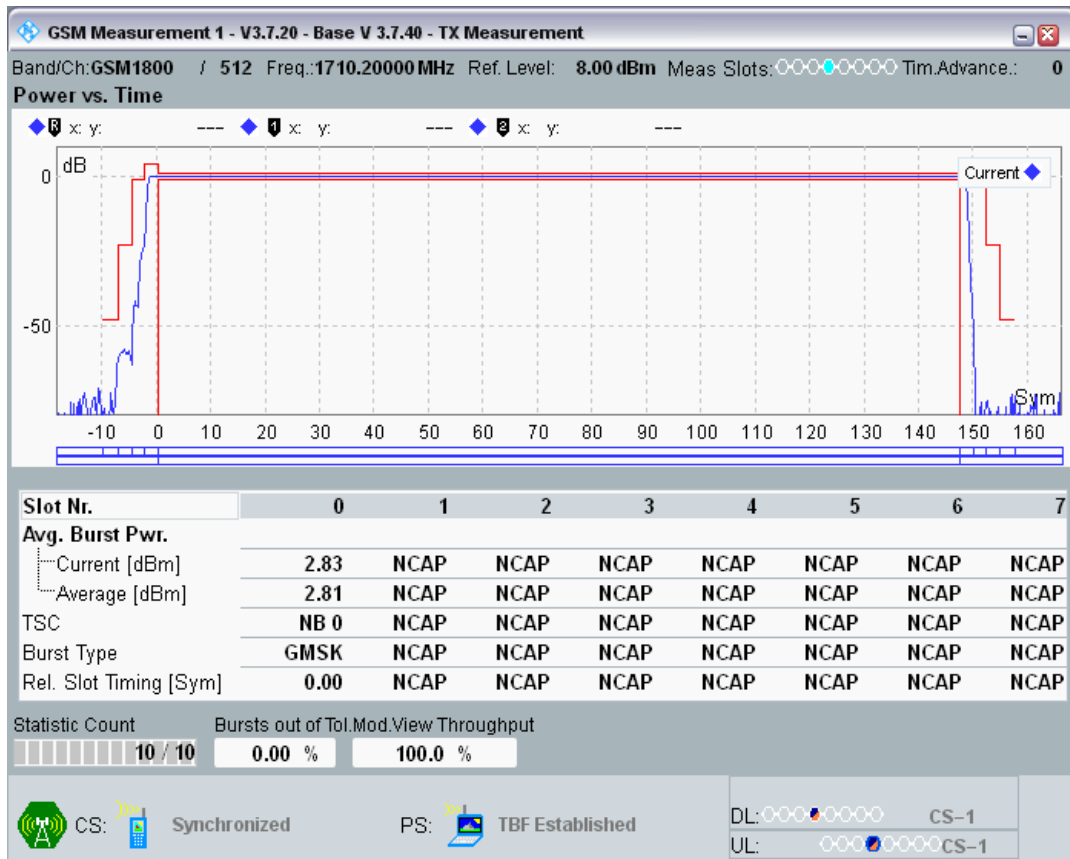 GSM Measurement 1 - V3.7.20 - Base V 3.7.40 - TX Measurement
Band/Ch:GSM1800 / 512 Freq.:1710.20000 MHz Ref. Level: 8.00 dBm Meas Slots: Tim.Advance.: 0
Power vs. Time
R x: y: --- 1 x: y: --- 2 x: y: ---
dB
Current
0
-50
Sym
-10 0 10 20 30 40 50 60 70 80 90 100 110 120 130 140 150 160
Slot Nr. 0 1 2 3 4 5 6 7
Avg. Burst Pwr.
Current [dBm] 2.83 NCAP NCAP NCAP NCAP NCAP NCAP NCAP
Average [dBm] 2.81 NCAP NCAP NCAP NCAP NCAP NCAP NCAP
TSC NB 0 NCAP NCAP NCAP NCAP NCAP NCAP NCAP
Burst Type GMSK NCAP NCAP NCAP NCAP NCAP NCAP NCAP
Rel. Slot Timing [Sym] 0.00 NCAP NCAP NCAP NCAP NCAP NCAP NCAP
Statistic Count Bursts out of Tol. Mod.View Throughput
10 / 10 0.00 % 100.0 %
CS: Synchronized PS: TBF Established
DL: CS-1
UL: CS-1